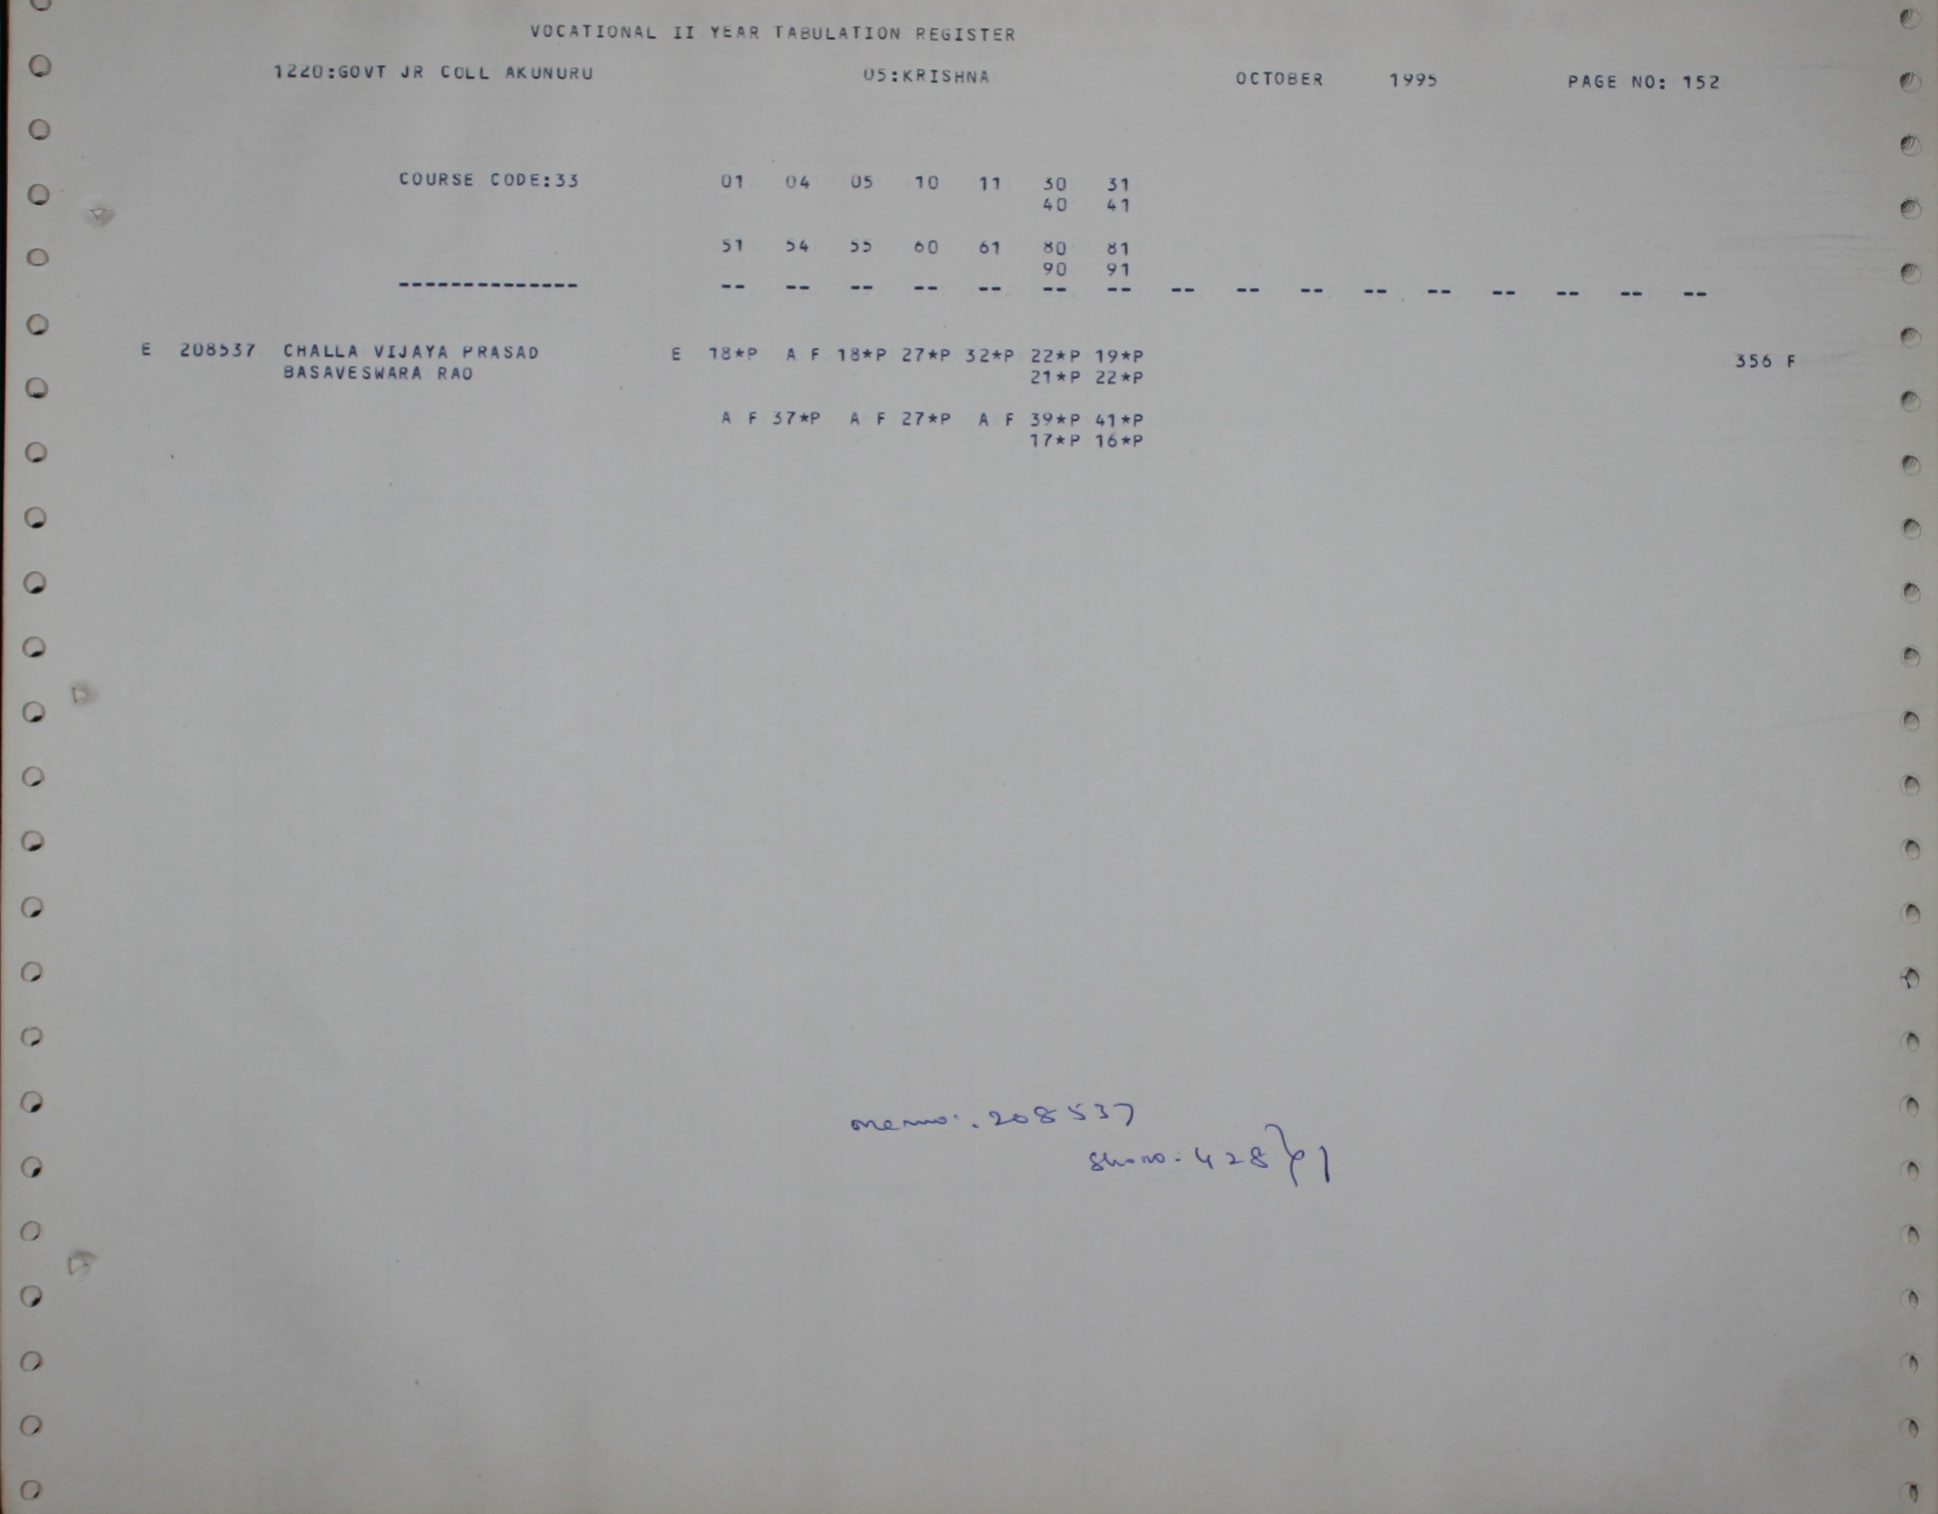 VOCATIONAL II YEAR TABULATION REGISTER
1220:GOVT JR COLL AKUNURU 05:KRISHNA OCTOBER 1995 PAGE NO: 152
COURSE CODE:33 01 04 05 10 11 30 31
40 41
51 54 55 60 61 80 81
90 91
-------------- -- -- -- -- -- -- -- -- -- -- -- -- -- -- -- --
E 208537 CHALLA VIJAYA PRASAD E 18*P A F 18*P 27*P 32*P 22*P 19*P 356 F
BASAVESWARA RAO 21*P 22*P
A F 37*P A F 27*P A F 39*P 41*P
17*P 16*P
memo: 208537
428